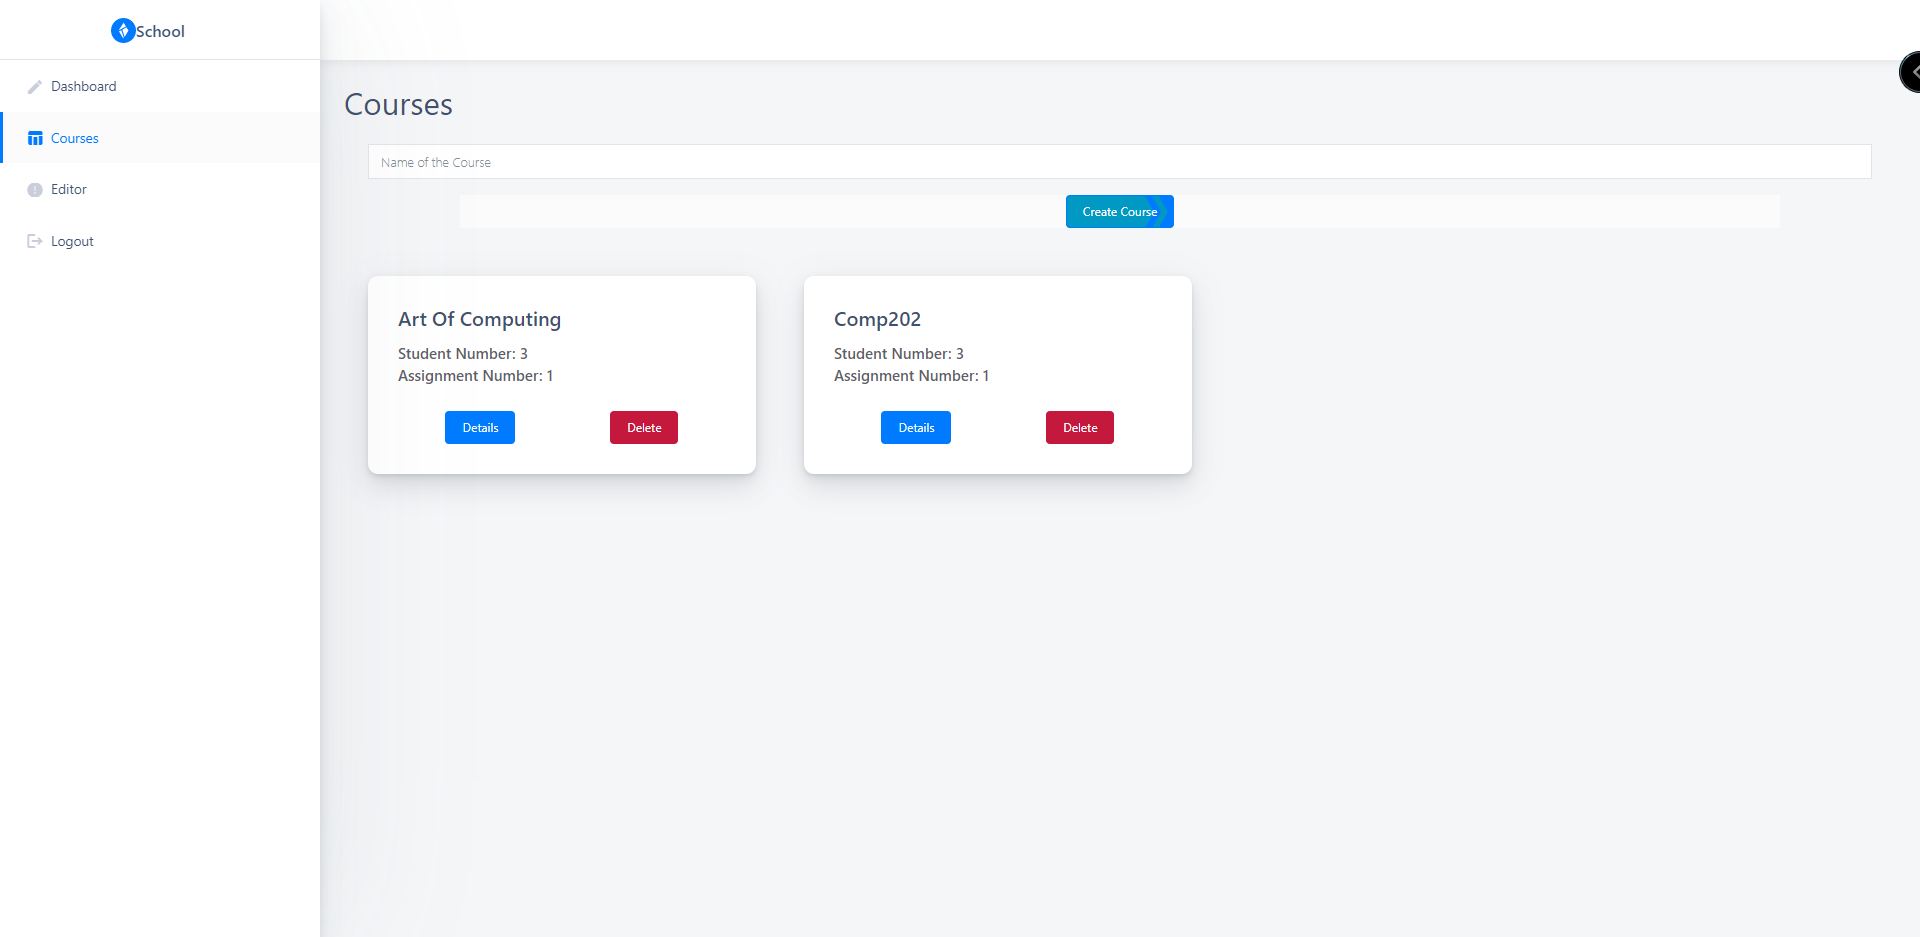 School
Dashboard
Courses
Editor
Logout
Courses
Name of the Course
Create Course
Art Of Computing
Student Number: 3
Assignment Number: 1
Details
Delete
Comp202
Student Number: 3
Assignment Number: 1
Details
Delete